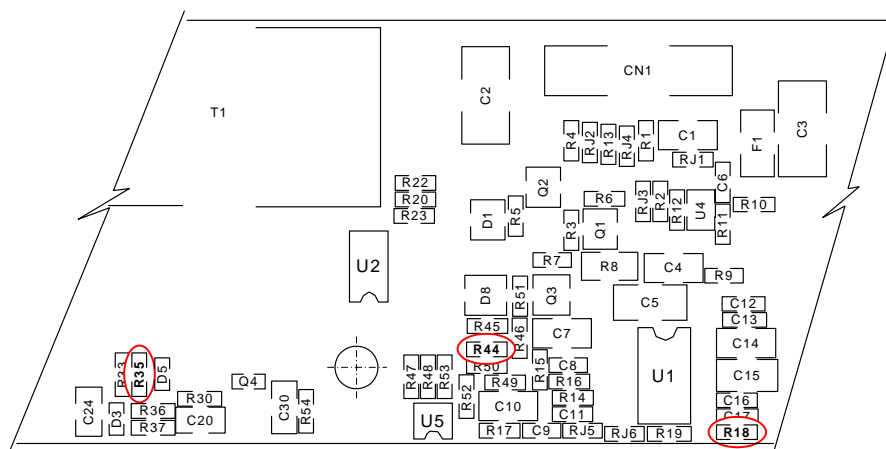 T1
C2
CN1
C3
F1
R4
RJ2
R13
RJ4
R1
C1
RJ1
C6
R22
R20
R23
Q2
D1
R5
R6
R3
Q1
RJ3
R2
R12
U4
R11
R10
U2
R7
R8
C4
R9
D8
R51
Q3
C5
C12
C13
R45
R46
C7
C14
R44
R50
R15
C8
R16
U1
C15
R33
R35
D5
R47
R48
R53
R52
R49
Q4
C24
D3
R36
R37
R30
C20
C30
R54
U5
C10
R14
C11
C16
C17
R17
C9
RJ5
RJ6
R19
R18